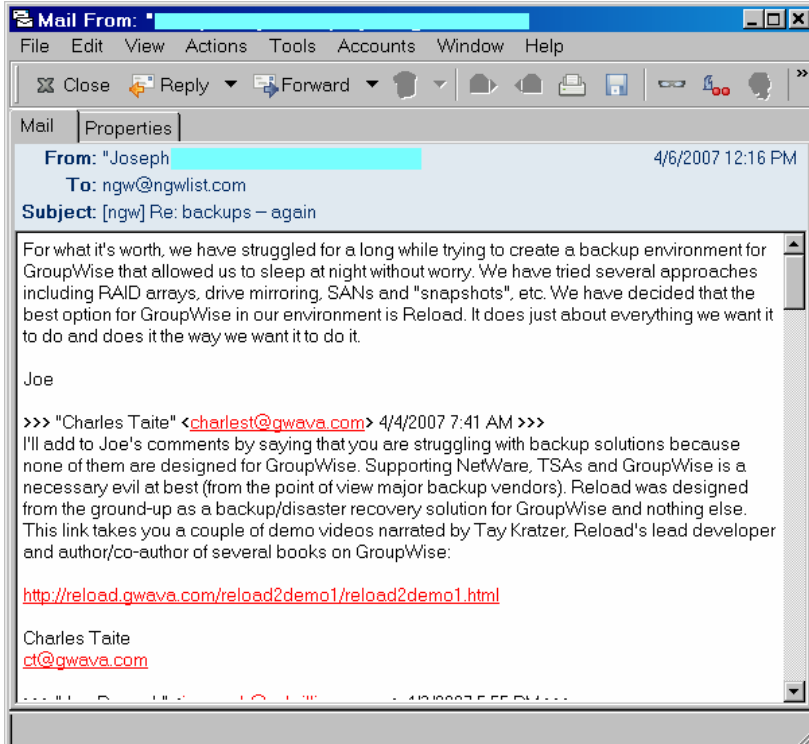 Mail From: "
File Edit View Actions Tools Accounts Window Help
Close Reply Forward »
Mail Properties
From: "Joseph 4/6/2007 12:16 PM
To: ngw@ngwlist.com
Subject: [ngw] Re: backups – again
For what it's worth, we have struggled for a long while trying to create a backup environment for
GroupWise that allowed us to sleep at night without worry. We have tried several approaches
including RAID arrays, drive mirroring, SANs and "snapshots", etc. We have decided that the
best option for GroupWise in our environment is Reload. It does just about everything we want it
to do and does it the way we want it to do it.
Joe
>>> "Charles Taite" <charlest@gwava.com> 4/4/2007 7:41 AM >>>
I'll add to Joe's comments by saying that you are struggling with backup solutions because
none of them are designed for GroupWise. Supporting NetWare, TSAs and GroupWise is a
necessary evil at best (from the point of view major backup vendors). Reload was designed
from the ground-up as a backup/disaster recovery solution for GroupWise and nothing else.
This link takes you a couple of demo videos narrated by Tay Kratzer, Reload's lead developer
and author/co-author of several books on GroupWise:
http://reload.gwava.com/reload2demo1/reload2demo1.html
Charles Taite
ct@gwava.com